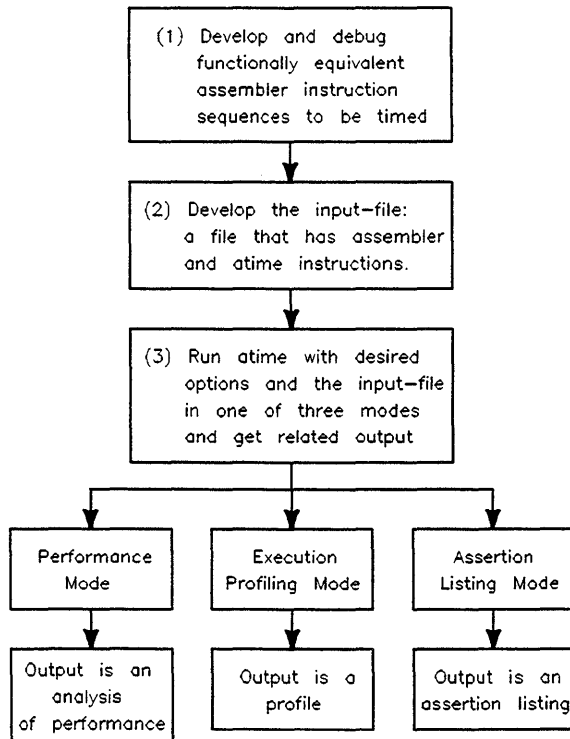 (1) Develop and debug
functionally equivalent
assembler instruction
sequences to be timed
(2) Develop the input-file:
a file that has assembler
and atime instructions.
(3) Run atime with desired
options and the input-file
in one of three modes
and get related output
Performance
Mode
Execution
Profiling Mode
Assertion
Listing Mode
Output is an
analysis
of performance
Output is a
profile
Output is an
assertion listing